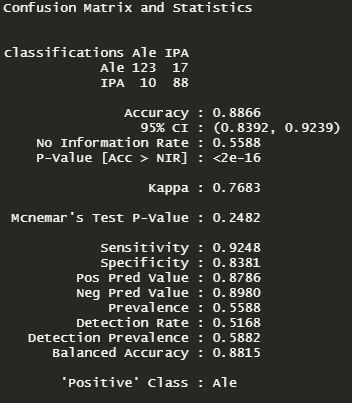 Confusion Matrix and Statistics
classifications Ale IPA
Ale 123 17
IPA 10 88
Accuracy : 0.8866
95% CI : (0.8392, 0.9239)
No Information Rate : 0.5588
P-Value [Acc > NIR] : <2e-16
Kappa : 0.7683
Mcnemar's Test P-Value : 0.2482
Sensitivity : 0.9248
Specificity : 0.8381
Pos Pred Value : 0.8786
Neg Pred Value : 0.8980
Prevalence : 0.5588
Detection Rate : 0.5168
Detection Prevalence : 0.5882
Balanced Accuracy : 0.8815
'Positive' Class : Ale